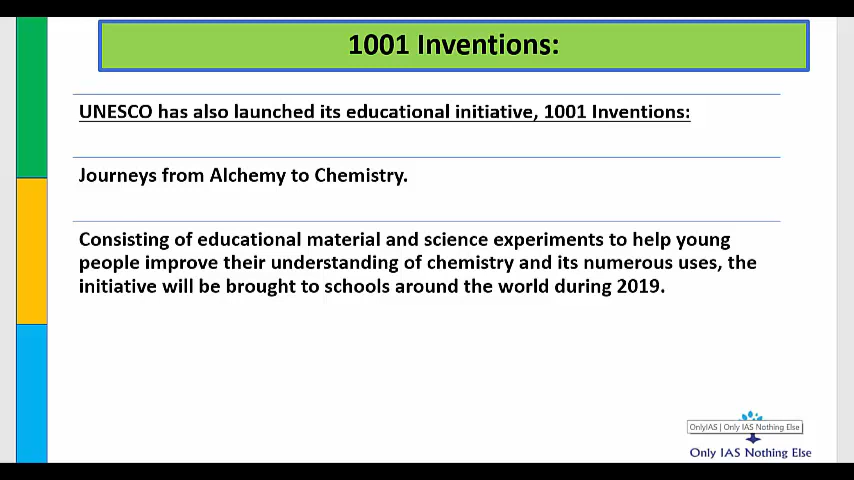 1001 Inventions:
UNESCO has also launched its educational initiative, 1001 Inventions:
Journeys from Alchemy to Chemistry.
Consisting of educational material and science experiments to help young
people improve their understanding of chemistry and its numerous uses, the
initiative will be brought to schools around the world during 2019.
OnlyIAS | Only IAS Nothing Else
Only IAS Nothing Else